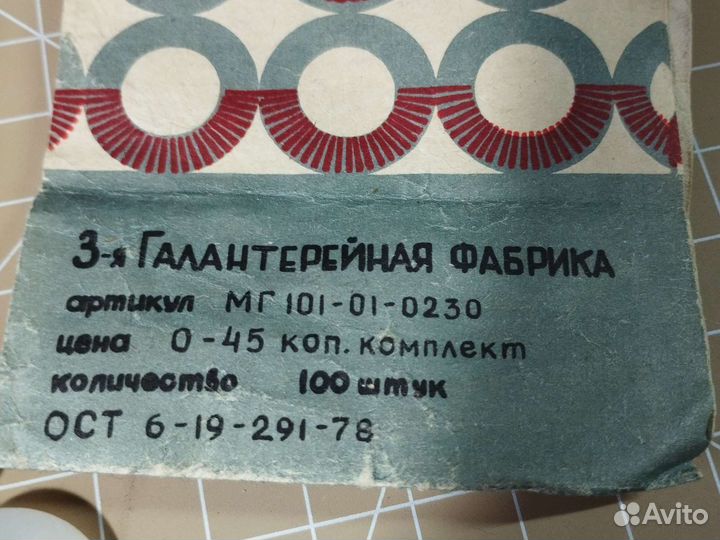 3-я ГАЛАНТЕРЕЙНАЯ ФАБРИКА
артикул МГ 101-01-0230
цена 0-45 коп. комплект
количество 100 штук
ОСТ 6-19-291-78
Avito